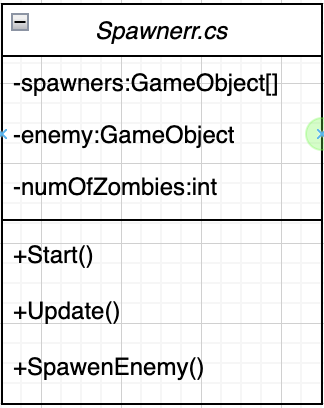 Spawnerr.cs
-spawners:GameObject[]
-enemy:GameObject
-numOfZombies:int
+Start()
+Update()
+SpawenEnemy()